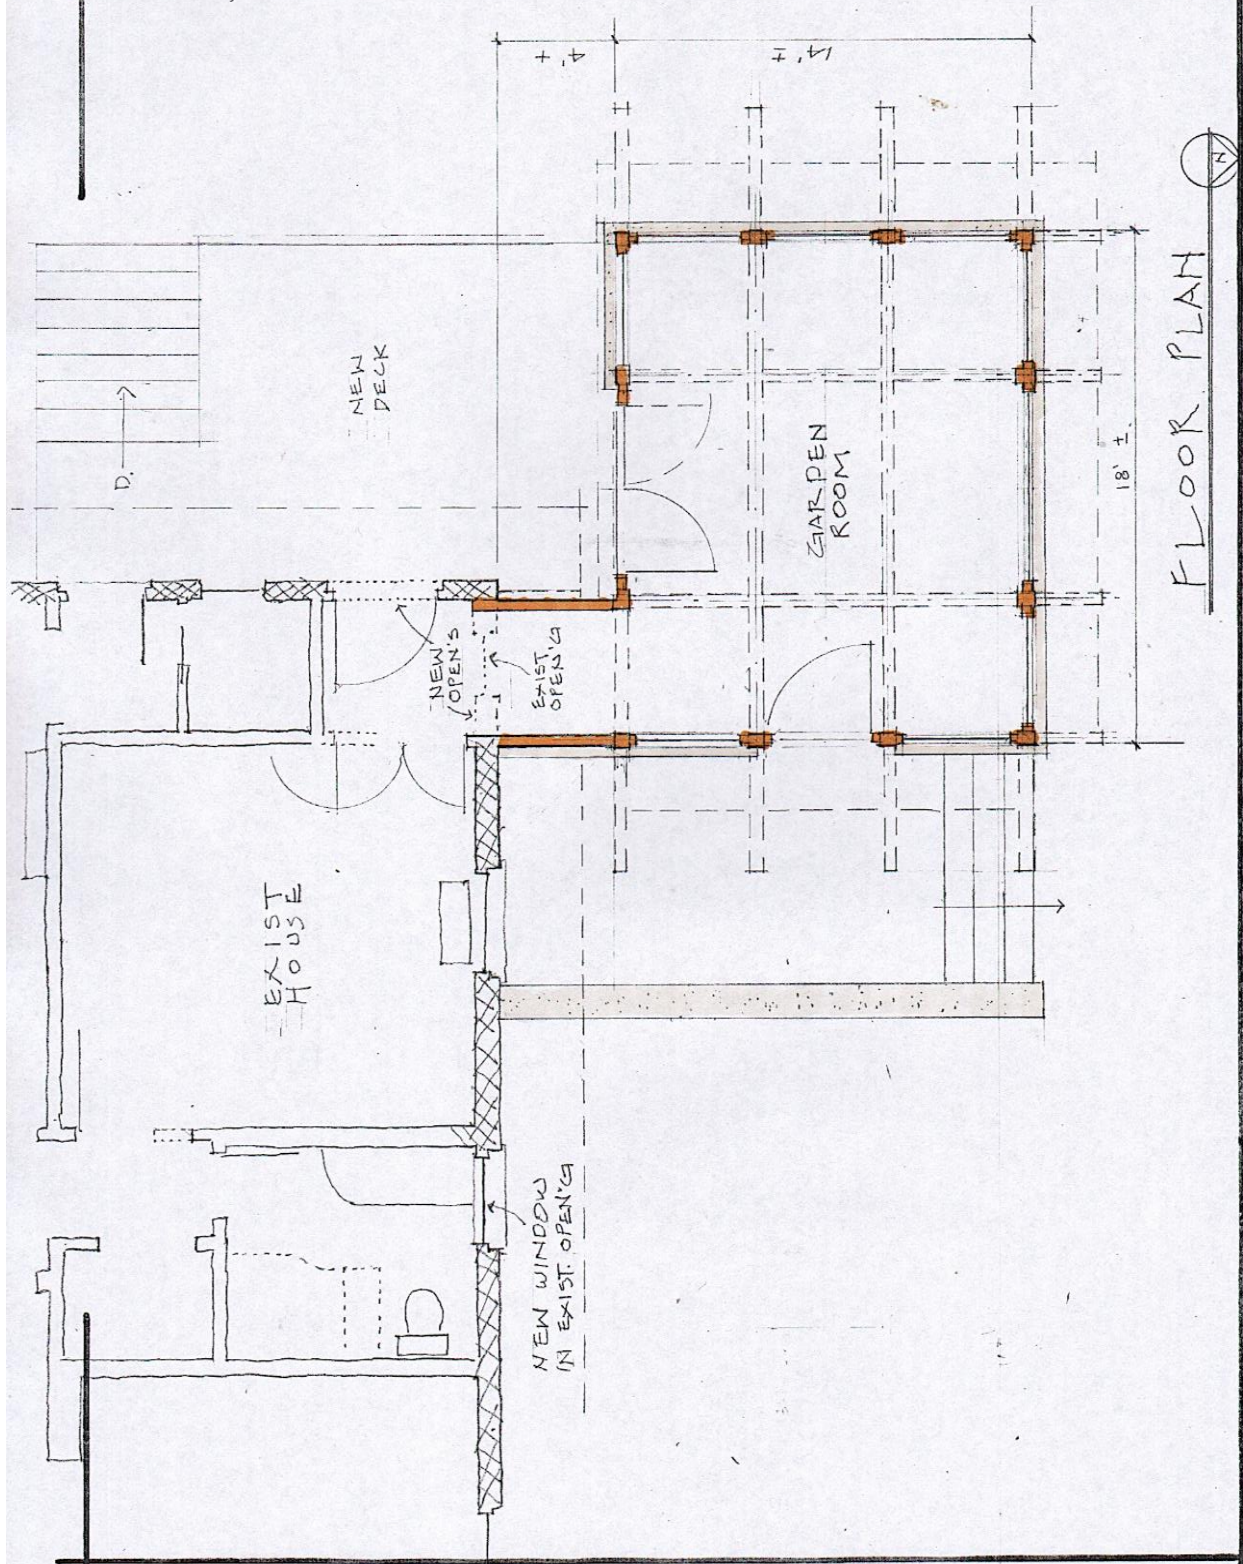 4' +
14' ±
N
FLOOR PLAN
NEW
DECK
D.
GARDEN
ROOM
18' ±
NEW
OPEN'S
EXIST.
OPEN'G
EXIST
HOUSE
NEW WINDOW
IN EXIST. OPEN'G